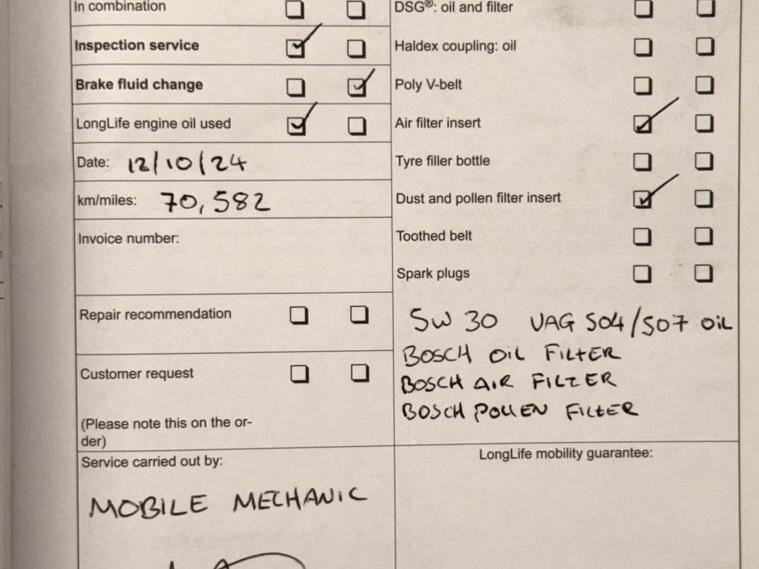 In combination
Inspection service
Brake fluid change
LongLife engine oil used
Date: 12/10/24
km/miles: 70,582
Invoice number:
Repair recommendation
Customer request
(Please note this on the or-
der)
Service carried out by:
MOBILE MECHANIC
DSG®: oil and filter
Haldex coupling: oil
Poly V-belt
Air filter insert
Tyre filler bottle
Dust and pollen filter insert
Toothed belt
Spark plugs
5W 30 VAG 504/507 OIL
BOSCH OIL FILTER
BOSCH AIR FILTER
BOSCH POLLEN FILTER
LongLife mobility guarantee: